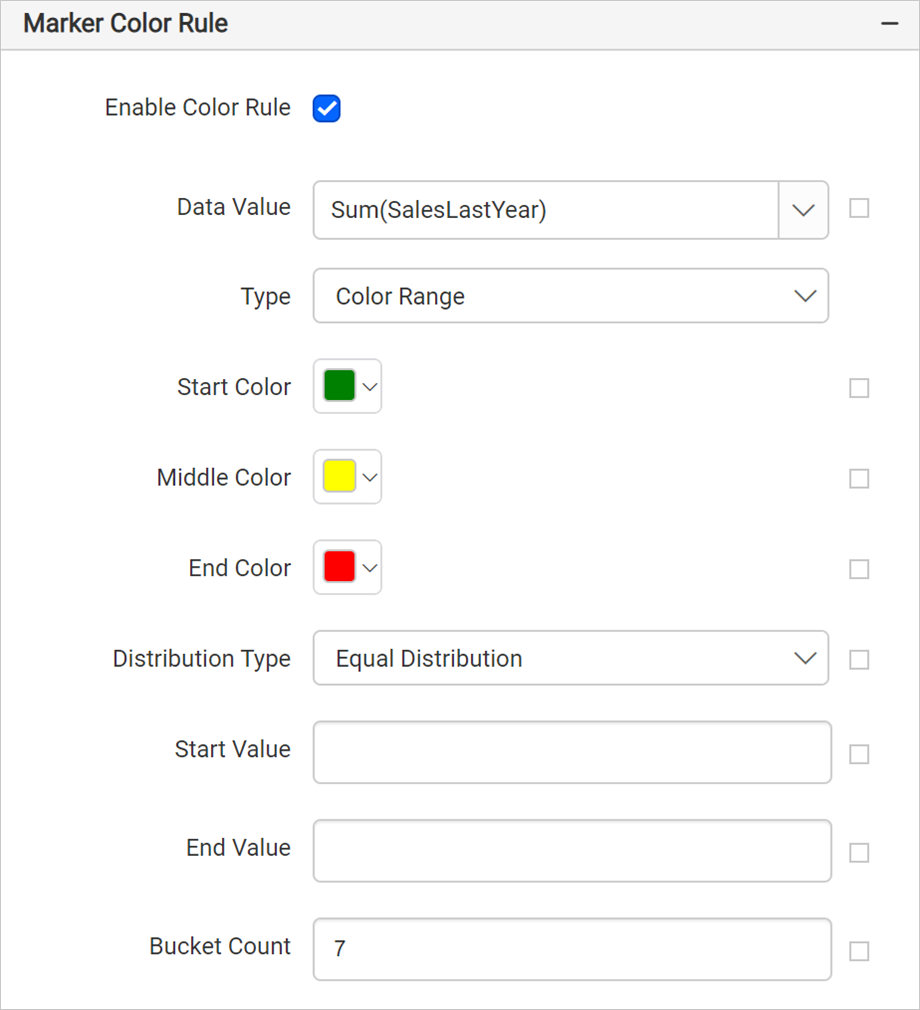 Marker Color Rule
Enable Color Rule
Data Value Sum(SalesLastYear)
Type Color Range
Start Color
Middle Color
End Color
Distribution Type Equal Distribution
Start Value
End Value
Bucket Count 7